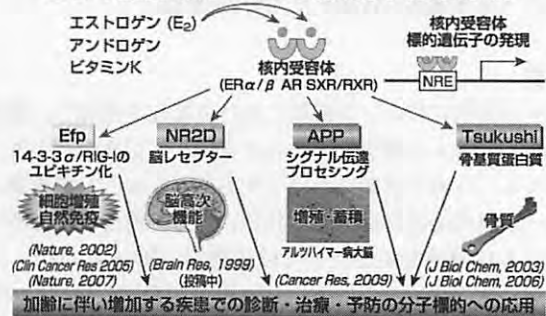 エストロゲン (E₂)
アンドロゲン
ビタミンK
核内受容体
(ERα/β AR SXR/RXR)
核内受容体
標的遺伝子の発現
NRE
Efp
14-3-3σ/RIG-Iの
ユビキチン化
細胞増殖
自然免疫
(Nature, 2002)
(Clin Cancer Res 2005)
(Nature, 2007)
NR2D
脳レセプター
脳高次
機能
(Brain Res, 1999)
(投稿中)
APP
シグナル伝達
プロセシング
増殖・蓄積
アルツハイマー病大脳
(Cancer Res, 2009)
Tsukushi
骨基質蛋白質
骨質
(J Biol Chem, 2003)
(J Biol Chem, 2006)
加齢に伴い増加する疾患での診断・治療・予防の分子標的への応用